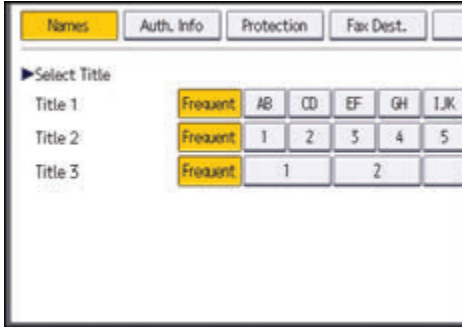 Names Auth. Info Protection Fax Dest.
▶Select Title
Title 1 Frequent AB CD EF GH IJK
Title 2 Frequent 1 2 3 4 5
Title 3 Frequent 1 2